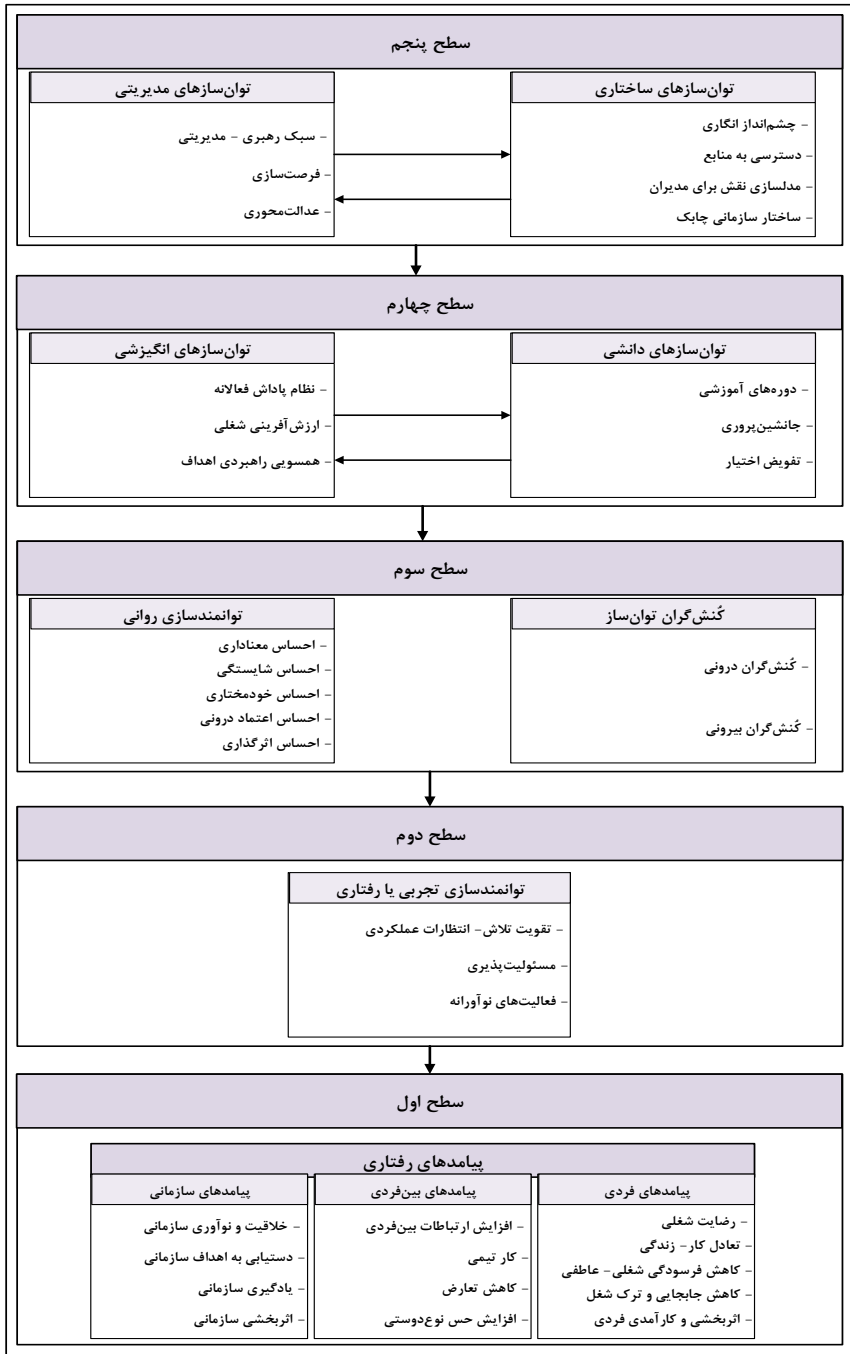 سطح پنجم
توان‌سازهای ساختاری
- چشم‌انداز انگاری
- دسترسی به منابع
- مدلسازی نقش برای مدیران
- ساختار سازمانی چابک
توان‌سازهای مدیریتی
- سبک رهبری - مدیریتی
- فرصت‌سازی
- عدالت‌محوری
سطح چهارم
توان‌سازهای دانشی
- دوره‌های آموزشی
- جانشین‌پروری
- تفویض اختیار
توان‌سازهای انگیزشی
- نظام پاداش فعالانه
- ارزش‌آفرینی شغلی
- همسویی راهبردی اهداف
سطح سوم
کُنش‌گران توان‌ساز
- کُنش‌گران درونی
- کُنش‌گران بیرونی
توانمندسازی روانی
- احساس معناداری
- احساس شایستگی
- احساس خودمختاری
- احساس اعتماد درونی
- احساس اثرگذاری
سطح دوم
توانمندسازی تجربی یا رفتاری
- تقویت تلاش- انتظارات عملکردی
- مسئولیت‌پذیری
- فعالیت‌های نوآورانه
سطح اول
پیامدهای رفتاری
پیامدهای فردی
- رضایت شغلی
- تعادل کار- زندگی
- کاهش فرسودگی شغلی- عاطفی
- کاهش جابجایی و ترک شغل
- اثربخشی و کارآمدی فردی
پیامدهای بین‌فردی
- افزایش ارتباطات بین‌فردی
- کار تیمی
- کاهش تعارض
- افزایش حس نوع‌دوستی
پیامدهای سازمانی
- خلاقیت و نوآوری سازمانی
- دستیابی به اهداف سازمانی
- یادگیری سازمانی
- اثربخشی سازمانی